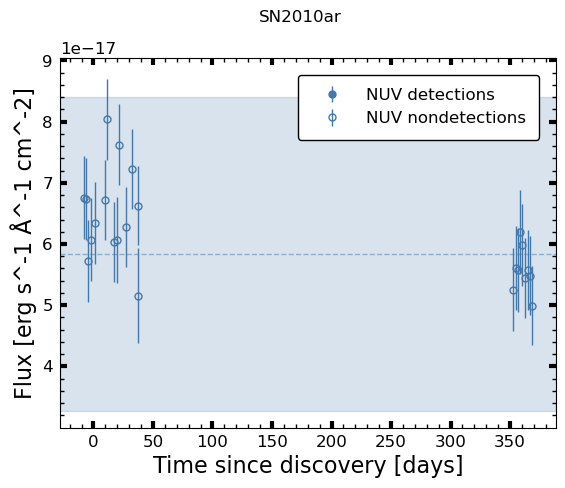 SN2010ar
1e−17
9
8
7
6
5
4
Flux [erg s^-1 Å^-1 cm^-2]
NUV detections
NUV nondetections
0 50 100 150 200 250 300 350
Time since discovery [days]